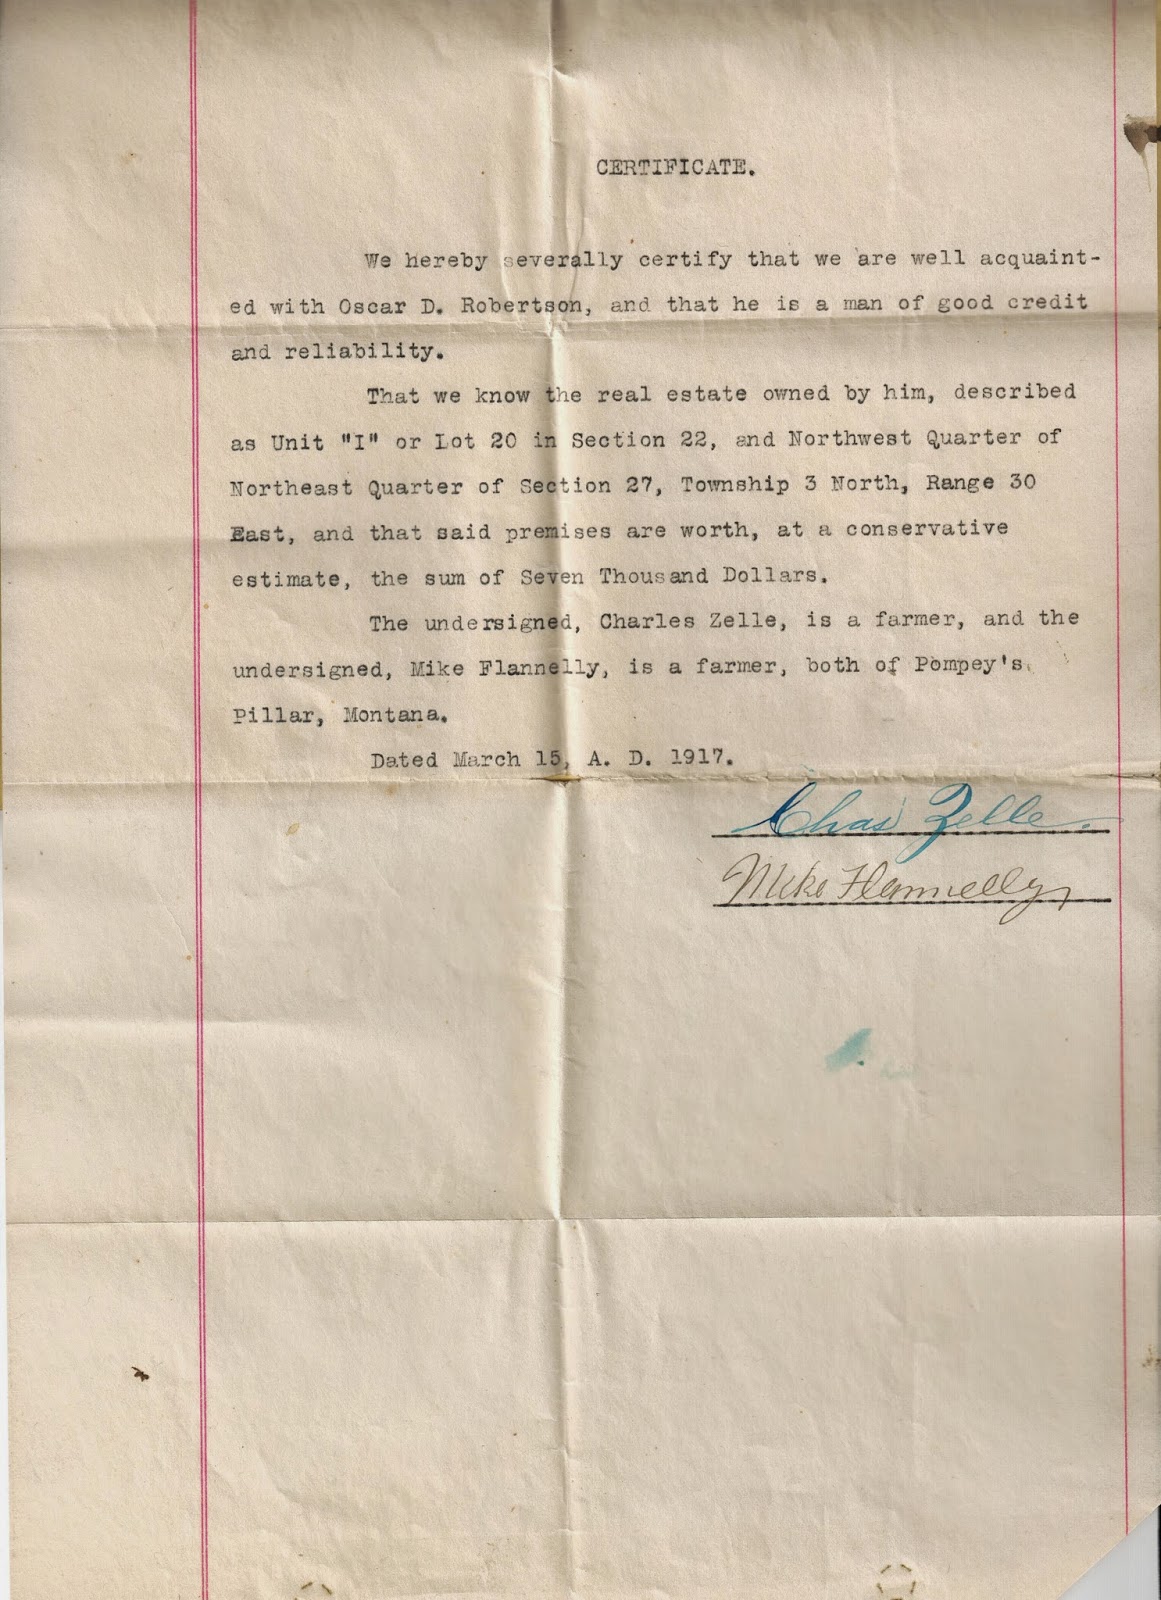 CERTIFICATE.
We hereby severally certify that we are well acquaint-
ed with Oscar D. Robertson, and that he is a man of good credit
and reliability.
That we know the real estate owned by him, described
as Unit "I" or Lot 20 in Section 22, and Northwest Quarter of
Northeast Quarter of Section 27, Township 3 North, Range 30
East, and that said premises are worth, at a conservative
estimate, the sum of Seven Thousand Dollars.
The undersigned, Charles Zelle, is a farmer, and the
undersigned, Mike Flannelly, is a farmer, both of Pompey's
Pillar, Montana.
Dated March 15, A. D. 1917.
Chas Zelle.
Mike Flannelly